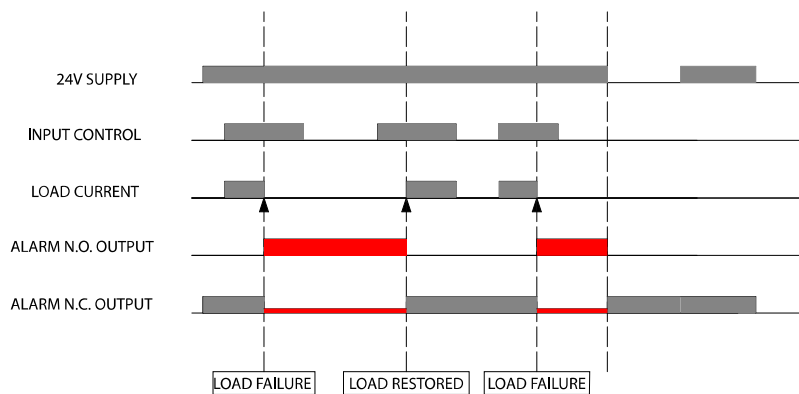 24V SUPPLY
INPUT CONTROL
LOAD CURRENT
ALARM N.O. OUTPUT
ALARM N.C. OUTPUT
LOAD FAILURE
LOAD RESTORED
LOAD FAILURE